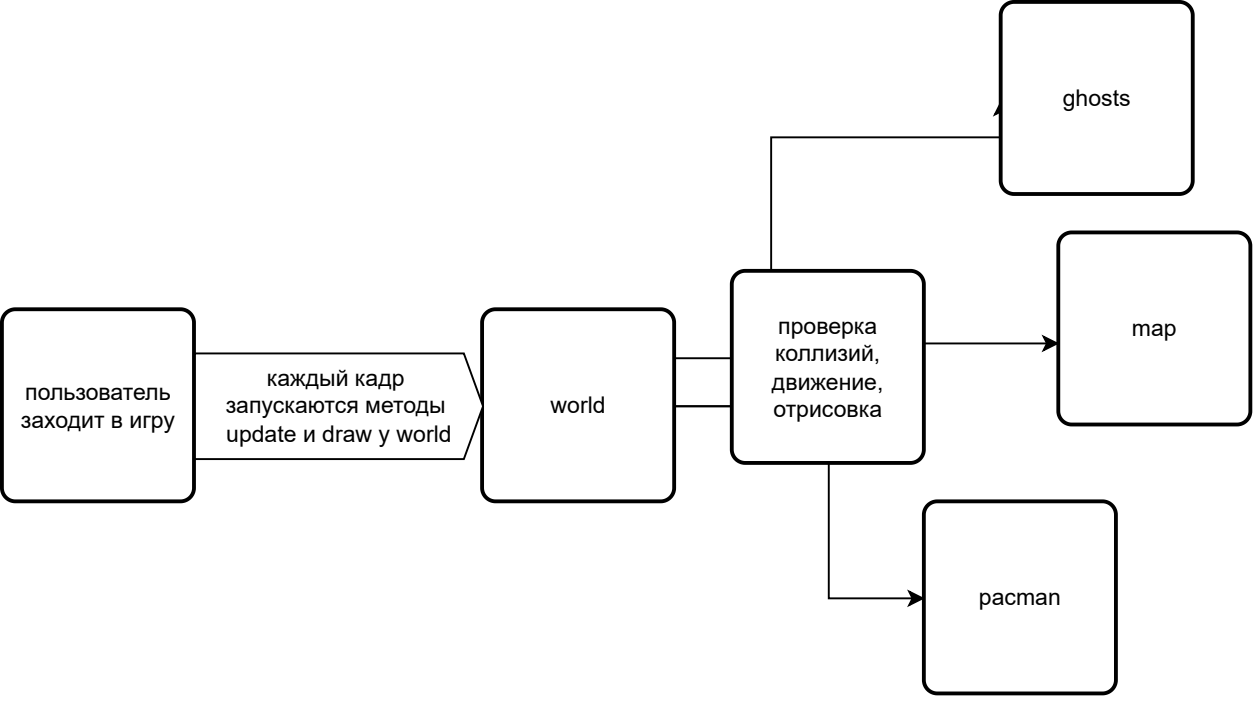 пользователь
заходит в игру
каждый кадр
запускаются методы
update и draw у world
world
проверка
коллизий,
движение,
отрисовка
ghosts
map
pacman